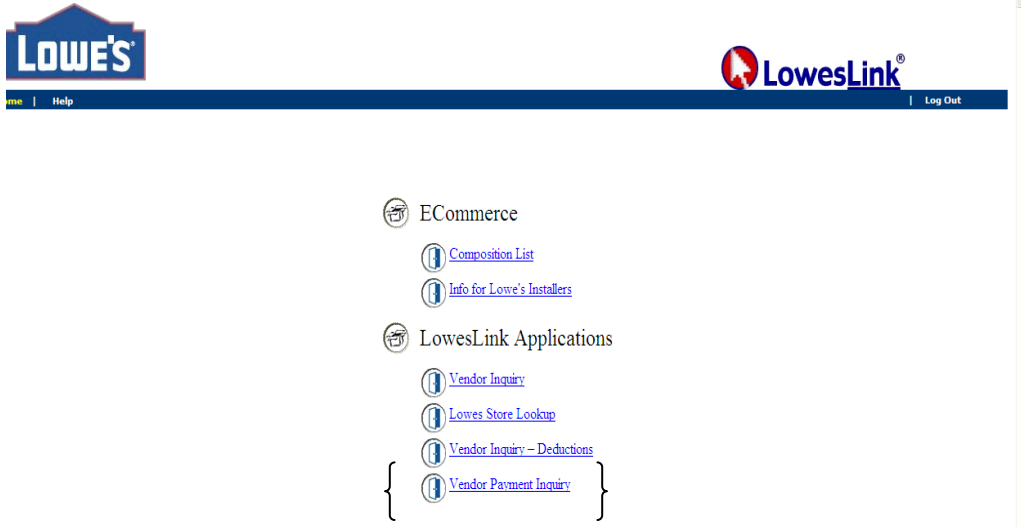 LOWE'S
LowesLink®
ome | Help | Log Out
ECommerce
Composition List
Info for Lowe's Installers
LowesLink Applications
Vendor Inquiry
Lowes Store Lookup
Vendor Inquiry – Deductions
Vendor Payment Inquiry